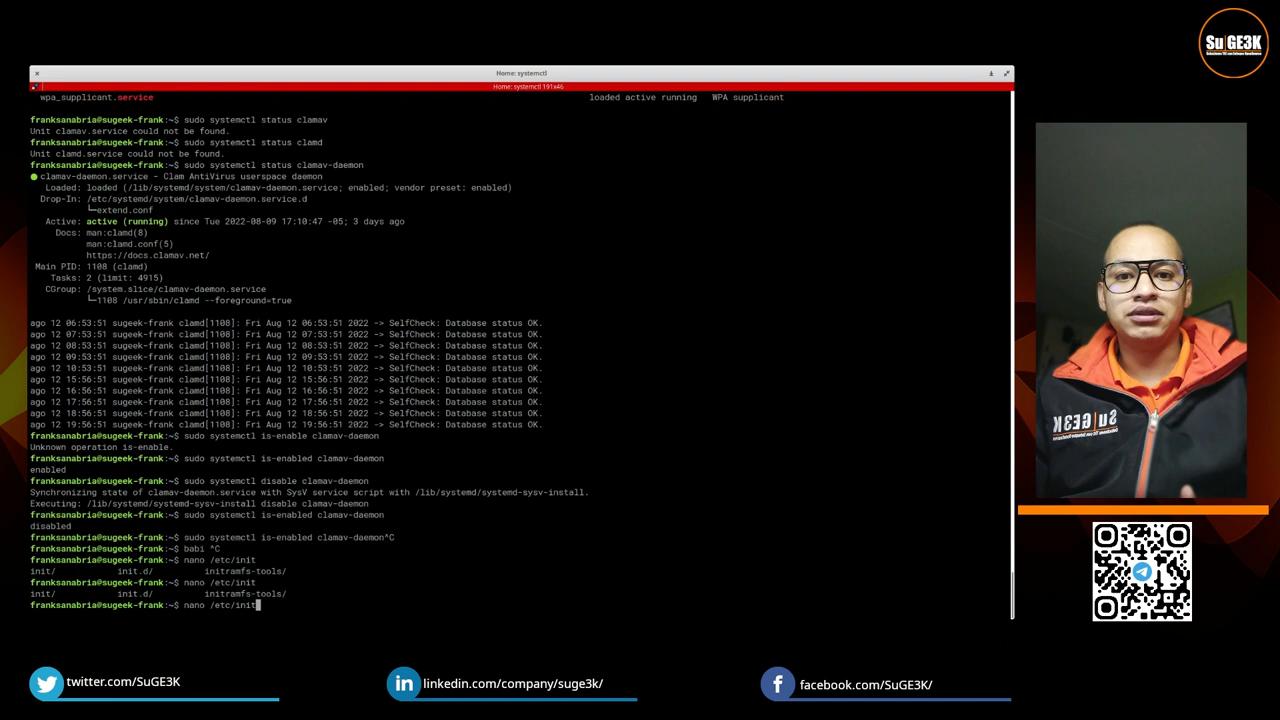 Su GE3K
Home: systemctl
Home: systemctl 191x46
wpa_supplicant.service loaded active running WPA supplicant
franksanabria@sugeek-frank:~$ sudo systemctl status clamav
Unit clamav.service could not be found.
franksanabria@sugeek-frank:~$ sudo systemctl status clamd
Unit clamd.service could not be found.
franksanabria@sugeek-frank:~$ sudo systemctl status clamav-daemon
● clamav-daemon.service - Clam AntiVirus userspace daemon
Loaded: loaded (/lib/systemd/system/clamav-daemon.service; enabled; vendor preset: enabled)
Drop-In: /etc/systemd/system/clamav-daemon.service.d
└─extend.conf
Active: active (running) since Tue 2022-08-09 17:10:47 -05; 3 days ago
Docs: man:clamd(8)
man:clamd.conf(5)
https://docs.clamav.net/
Main PID: 1108 (clamd)
Tasks: 2 (limit: 4915)
CGroup: /system.slice/clamav-daemon.service
└─1108 /usr/sbin/clamd --foreground=true
ago 12 06:53:51 sugeek-frank clamd[1108]: Fri Aug 12 06:53:51 2022 -> SelfCheck: Database status OK.
ago 12 07:53:51 sugeek-frank clamd[1108]: Fri Aug 12 07:53:51 2022 -> SelfCheck: Database status OK.
ago 12 08:53:51 sugeek-frank clamd[1108]: Fri Aug 12 08:53:51 2022 -> SelfCheck: Database status OK.
ago 12 09:53:51 sugeek-frank clamd[1108]: Fri Aug 12 09:53:51 2022 -> SelfCheck: Database status OK.
ago 12 10:53:51 sugeek-frank clamd[1108]: Fri Aug 12 10:53:51 2022 -> SelfCheck: Database status OK.
ago 12 15:56:51 sugeek-frank clamd[1108]: Fri Aug 12 15:56:51 2022 -> SelfCheck: Database status OK.
ago 12 16:56:51 sugeek-frank clamd[1108]: Fri Aug 12 16:56:51 2022 -> SelfCheck: Database status OK.
ago 12 17:56:51 sugeek-frank clamd[1108]: Fri Aug 12 17:56:51 2022 -> SelfCheck: Database status OK.
ago 12 18:56:51 sugeek-frank clamd[1108]: Fri Aug 12 18:56:51 2022 -> SelfCheck: Database status OK.
ago 12 19:56:51 sugeek-frank clamd[1108]: Fri Aug 12 19:56:51 2022 -> SelfCheck: Database status OK.
franksanabria@sugeek-frank:~$ sudo systemctl is-enable clamav-daemon
Unknown operation is-enable.
franksanabria@sugeek-frank:~$ sudo systemctl is-enabled clamav-daemon
enabled
franksanabria@sugeek-frank:~$ sudo systemctl disable clamav-daemon
Synchronizing state of clamav-daemon.service with SysV service script with /lib/systemd/systemd-sysv-install.
Executing: /lib/systemd/systemd-sysv-install disable clamav-daemon
franksanabria@sugeek-frank:~$ sudo systemctl is-enabled clamav-daemon
disabled
franksanabria@sugeek-frank:~$ sudo systemctl is-enabled clamav-daemon^C
franksanabria@sugeek-frank:~$ babi ^C
franksanabria@sugeek-frank:~$ nano /etc/init
init/ init.d/ initramfs-tools/
franksanabria@sugeek-frank:~$ nano /etc/init
init/ init.d/ initramfs-tools/
franksanabria@sugeek-frank:~$ nano /etc/init
Su GE3K
twitter.com/SuGE3K
linkedin.com/company/suge3k/
facebook.com/SuGE3K/